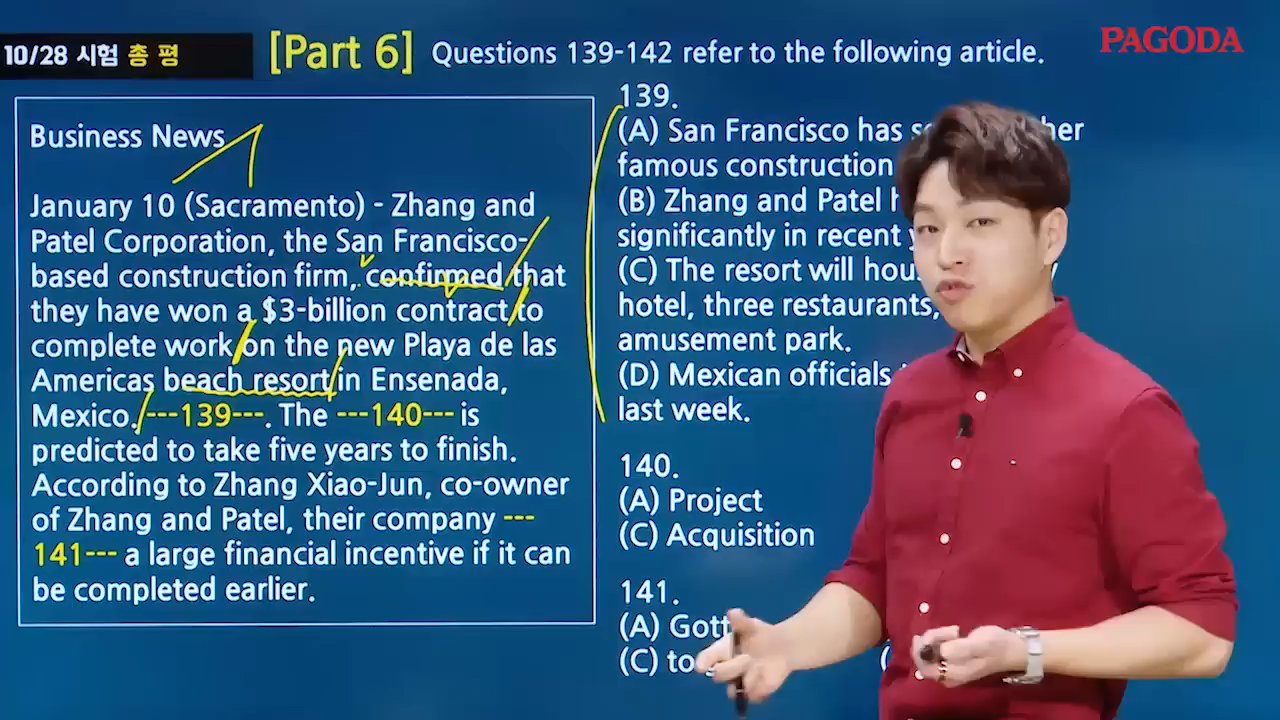 10/28 시험 총 평
[Part 6] Questions 139-142 refer to the following article.
PAGODA
Business News
January 10 (Sacramento) - Zhang and
Patel Corporation, the San Francisco-
based construction firm, confirmed that
they have won a $3-billion contract to
complete work on the new Playa de las
Americas beach resort in Ensenada,
Mexico. ---139---. The ---140--- is
predicted to take five years to finish.
According to Zhang Xiao-Jun, co-owner
of Zhang and Patel, their company ---
141--- a large financial incentive if it can
be completed earlier.
139.
(A) San Francisco has
famous construction
(B) Zhang and Patel
significantly in recent
(C) The resort will
hotel, three restaurants,
amusement park.
(D) Mexican officials
last week.
140.
(A) Project
(C) Acquisition
141.
(A)
(C) to